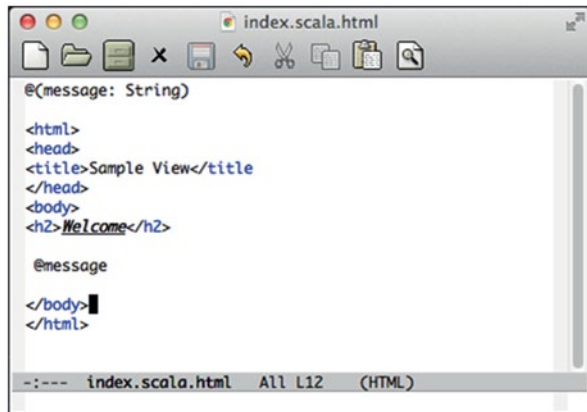 index.scala.html
@(message: String)
<html>
<head>
<title>Sample View</title
</head>
<body>
<h2>Welcome</h2>
@message
</body>
</html>
-:--- index.scala.html All L12 (HTML)